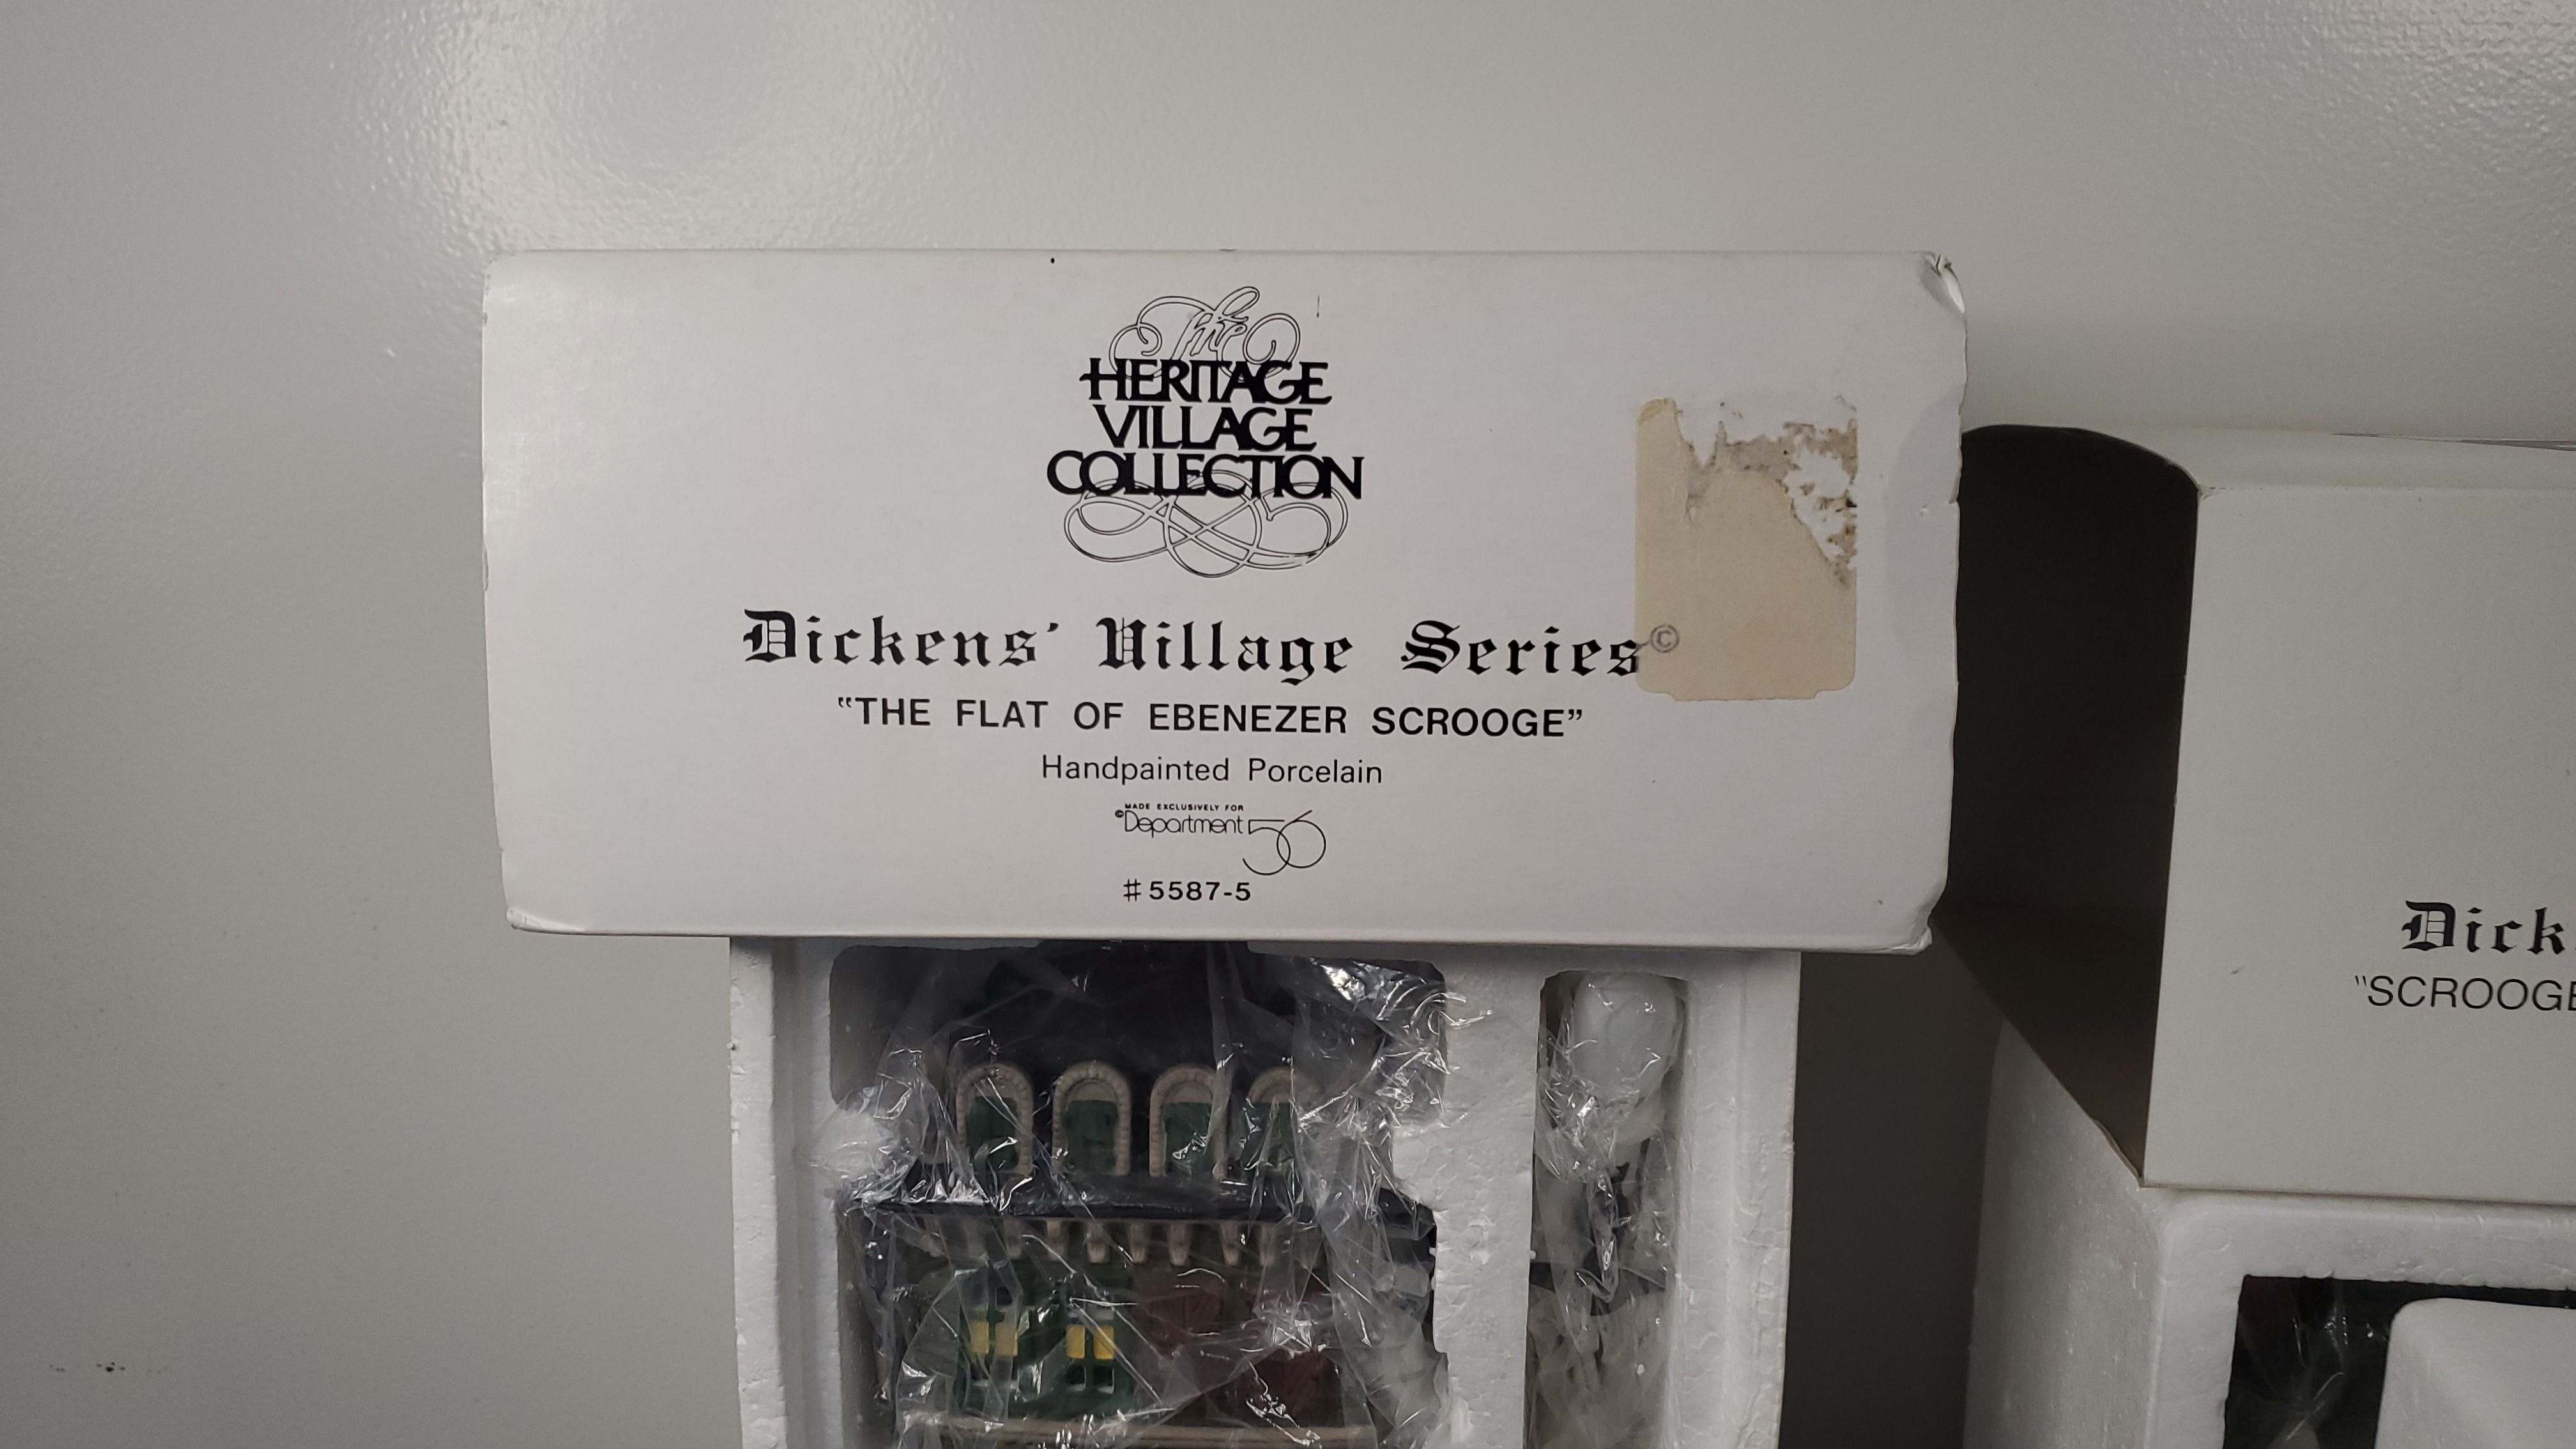 The
HERITAGE
VILLAGE
COLLECTION
Dickens' Village Series©
"THE FLAT OF EBENEZER SCROOGE"
Handpainted Porcelain
MADE EXCLUSIVELY FOR
©Department 56
#5587-5
Dick
"SCROOGE